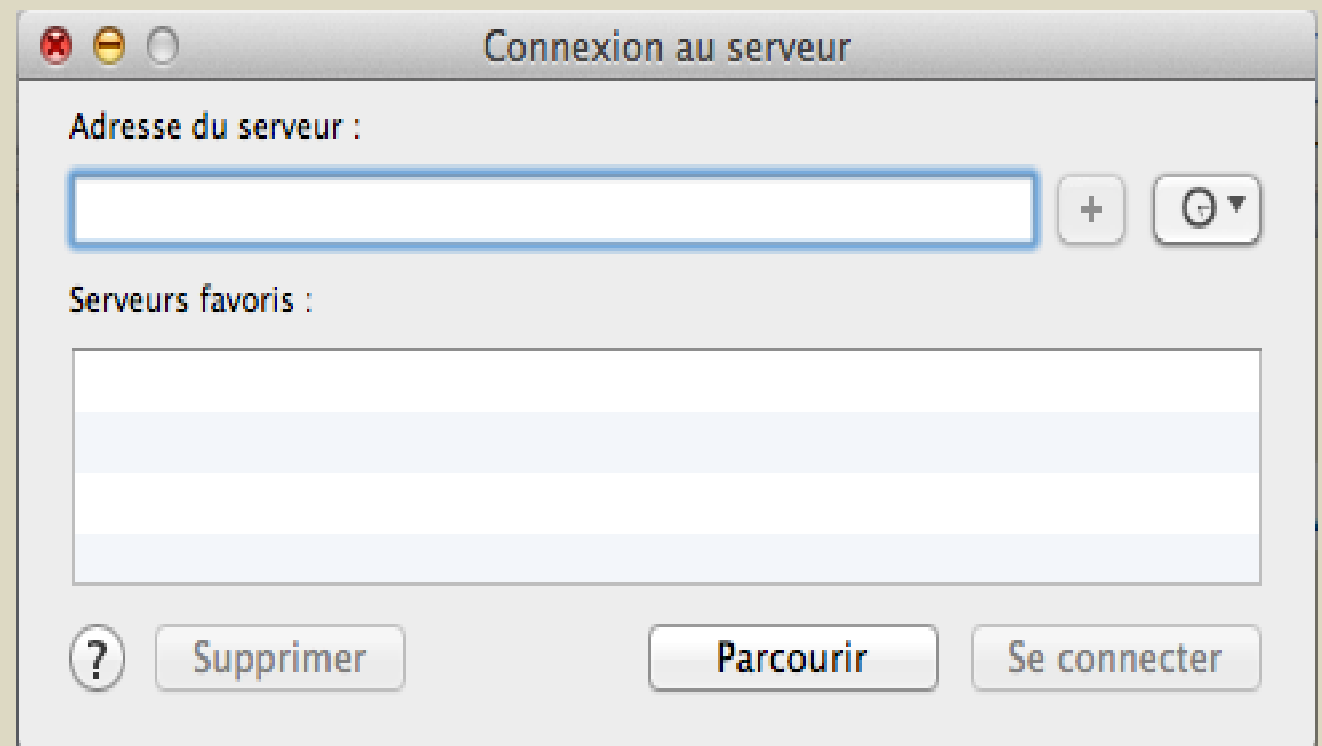 Connexion au serveur
Adresse du serveur :
+
Serveurs favoris :
? Supprimer Parcourir Se connecter